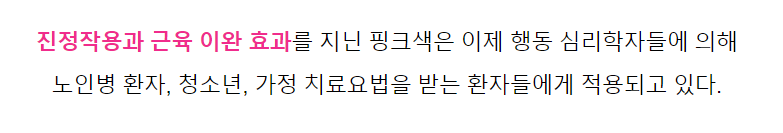 진정작용과 근육 이완 효과를 지닌 핑크색은 이제 행동 심리학자들에 의해
노인병 환자, 청소년, 가정 치료요법을 받는 환자들에게 적용되고 있다.